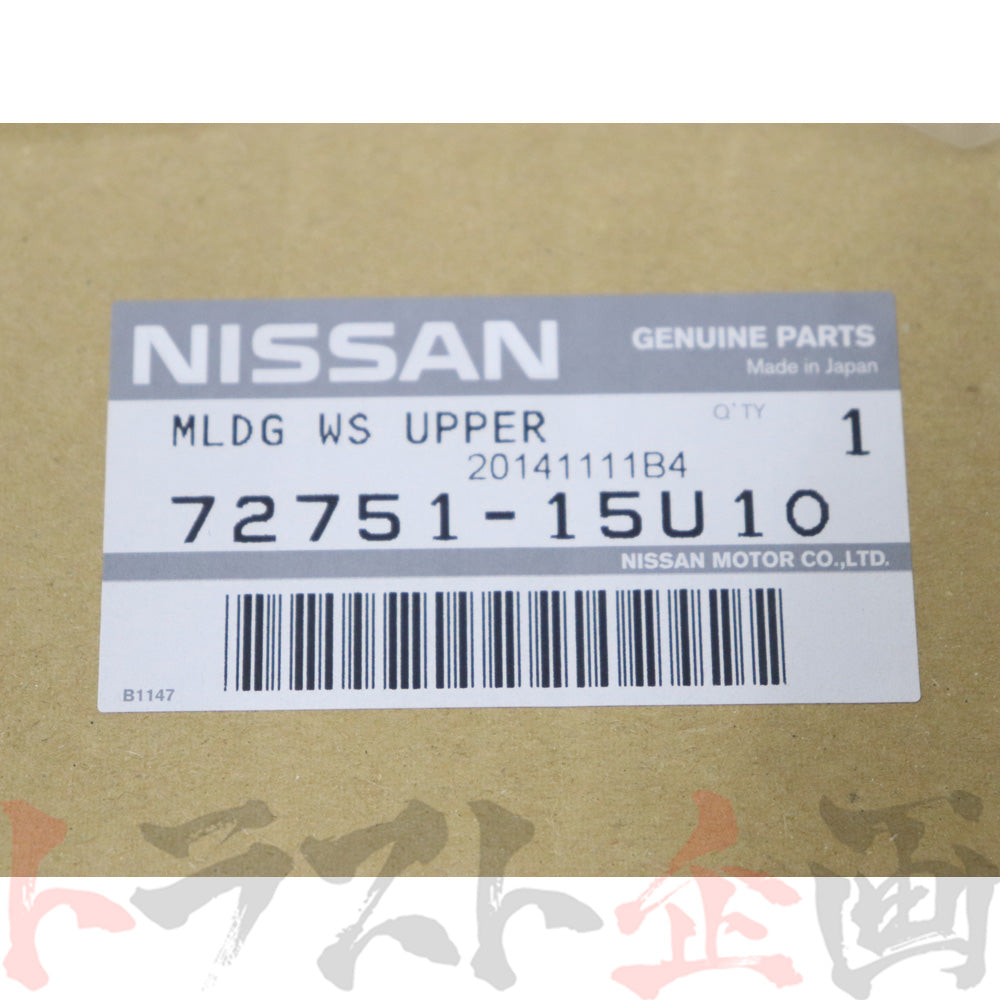 NISSAN
GENUINE PARTS
Made in Japan
MLDG WS UPPER
Q'TY
1
20141111B4
72751-15U10
NISSAN MOTOR CO.,LTD.
B1147
トラスト企画